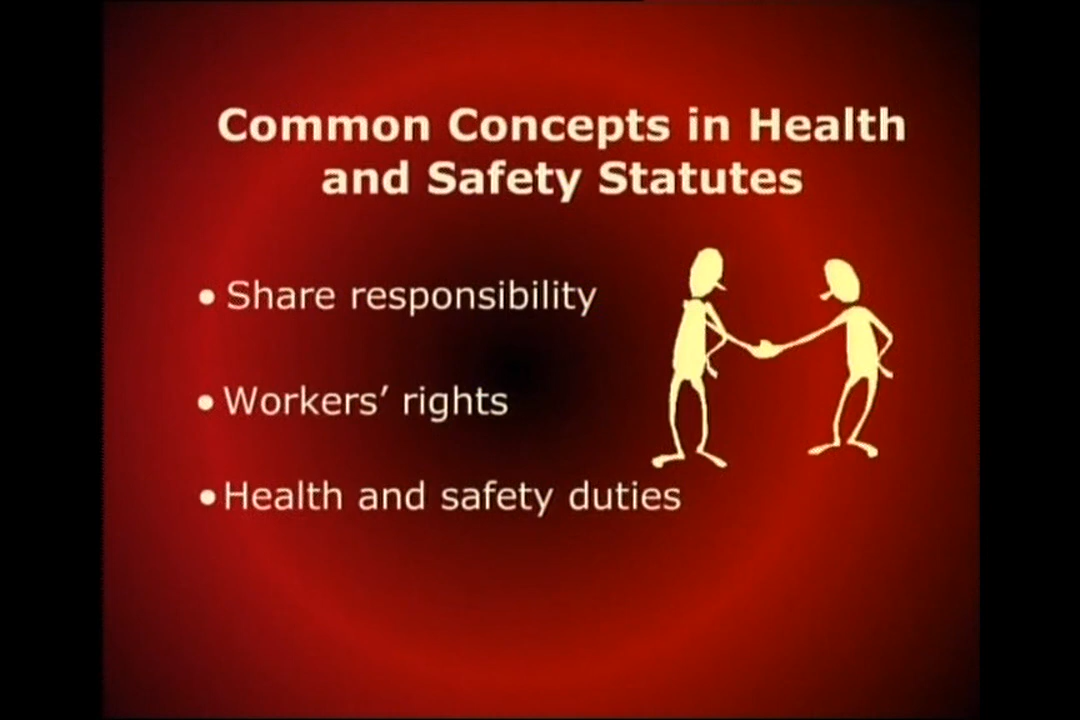 Common Concepts in Health
and Safety Statutes
• Share responsibility
• Workers’ rights
• Health and safety duties